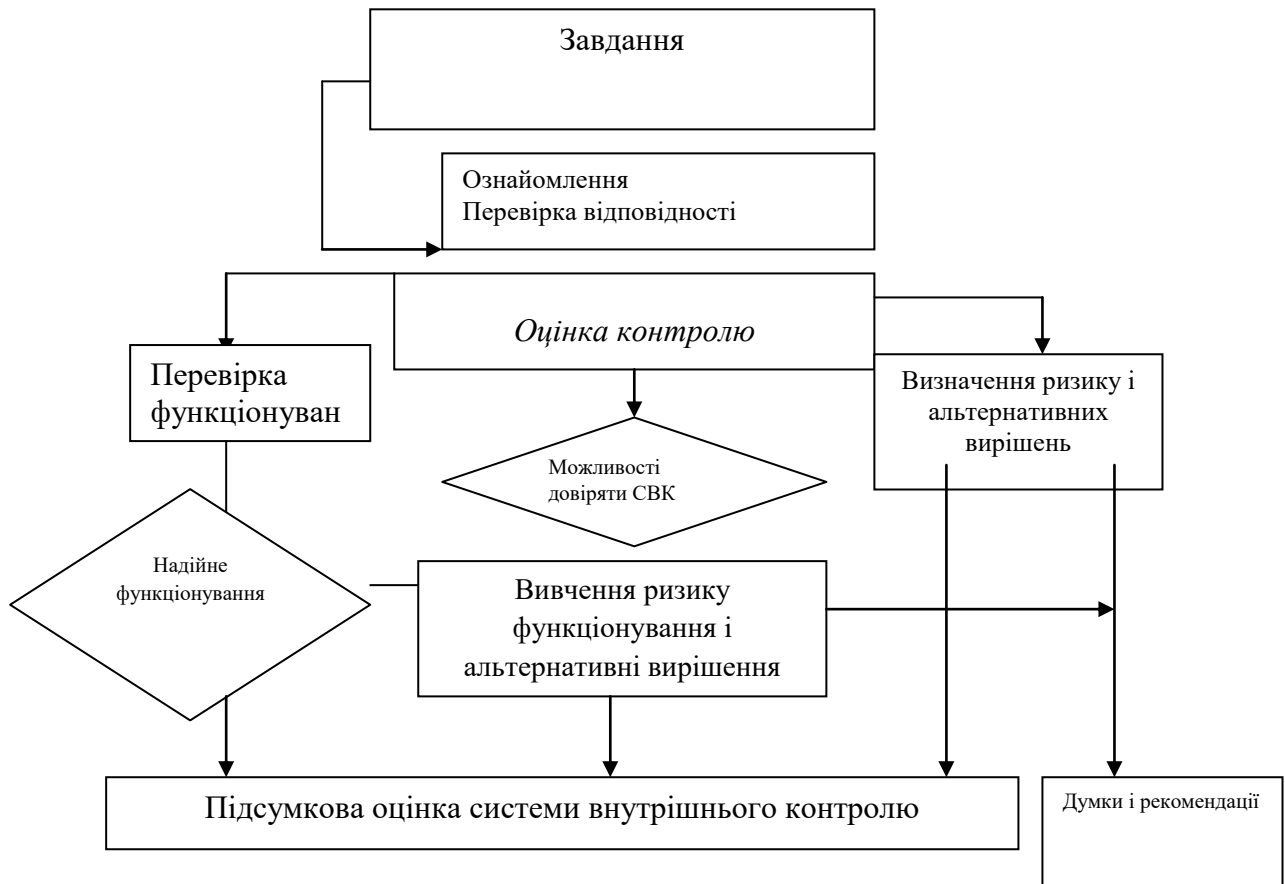 Завдання
Ознайомлення
Перевірка відповідності
Оцінка контролю
Перевірка
функціонуван
Визначення ризику і
альтернативних
вирішень
Можливості
довіряти СВК
Надійне
функціонування
Вивчення ризику
функціонування і
альтернативні вирішення
Підсумкова оцінка системи внутрішнього контролю
Думки і рекомендації